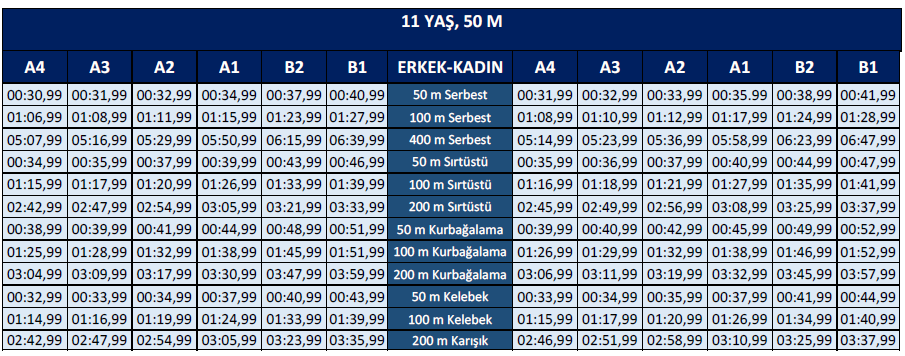 11 YAŞ, 50 M
A4 A3 A2 A1 B2 B1 ERKEK-KADIN A4 A3 A2 A1 B2 B1
00:30,99 00:31,99 00:32,99 00:34,99 00:37,99 00:40,99 50 m Serbest 00:31,99 00:32,99 00:33,99 00:35.99 00:38,99 00:41,99
01:06,99 01:08,99 01:11,99 01:15,99 01:23,99 01:27,99 100 m Serbest 01:08,99 01:10,99 01:12,99 01:17,99 01:24,99 01:28,99
05:07,99 05:16,99 05:29,99 05:50,99 06:15,99 06:39,99 400 m Serbest 05:14,99 05:23,99 05:36,99 05:58,99 06:23,99 06:47,99
00:34,99 00:35,99 00:37,99 00:39,99 00:43,99 00:46,99 50 m Sırtüstü 00:35,99 00:36,99 00:37,99 00:40,99 00:44,99 00:47,99
01:15,99 01:17,99 01:20,99 01:26,99 01:33,99 01:39,99 100 m Sırtüstü 01:16,99 01:18,99 01:21,99 01:27,99 01:35,99 01:41,99
02:42,99 02:47,99 02:54,99 03:05,99 03:21,99 03:33,99 200 m Sırtüstü 02:45,99 02:49,99 02:56,99 03:08,99 03:25,99 03:37,99
00:38,99 00:39,99 00:41,99 00:44,99 00:48,99 00:51,99 50 m Kurbağalama 00:39,99 00:40,99 00:42,99 00:45,99 00:49,99 00:52,99
01:25,99 01:28,99 01:32,99 01:38,99 01:45,99 01:51,99 100 m Kurbağalama 01:26,99 01:29,99 01:32,99 01:38,99 01:46,99 01:52,99
03:04,99 03:09,99 03:17,99 03:30,99 03:47,99 03:59,99 200 m Kurbağalama 03:06,99 03:11,99 03:19,99 03:32,99 03:45,99 03:57,99
00:32,99 00:33,99 00:34,99 00:37,99 00:40,99 00:43,99 50 m Kelebek 00:33,99 00:34,99 00:35,99 00:37,99 00:41,99 00:44,99
01:14,99 01:16,99 01:19,99 01:24,99 01:33,99 01:39,99 100 m Kelebek 01:15,99 01:17,99 01:20,99 01:26,99 01:34,99 01:40,99
02:42,99 02:47,99 02:54,99 03:05,99 03:23,99 03:35,99 200 m Karışık 02:46,99 02:51,99 02:58,99 03:10,99 03:25,99 03:37,99